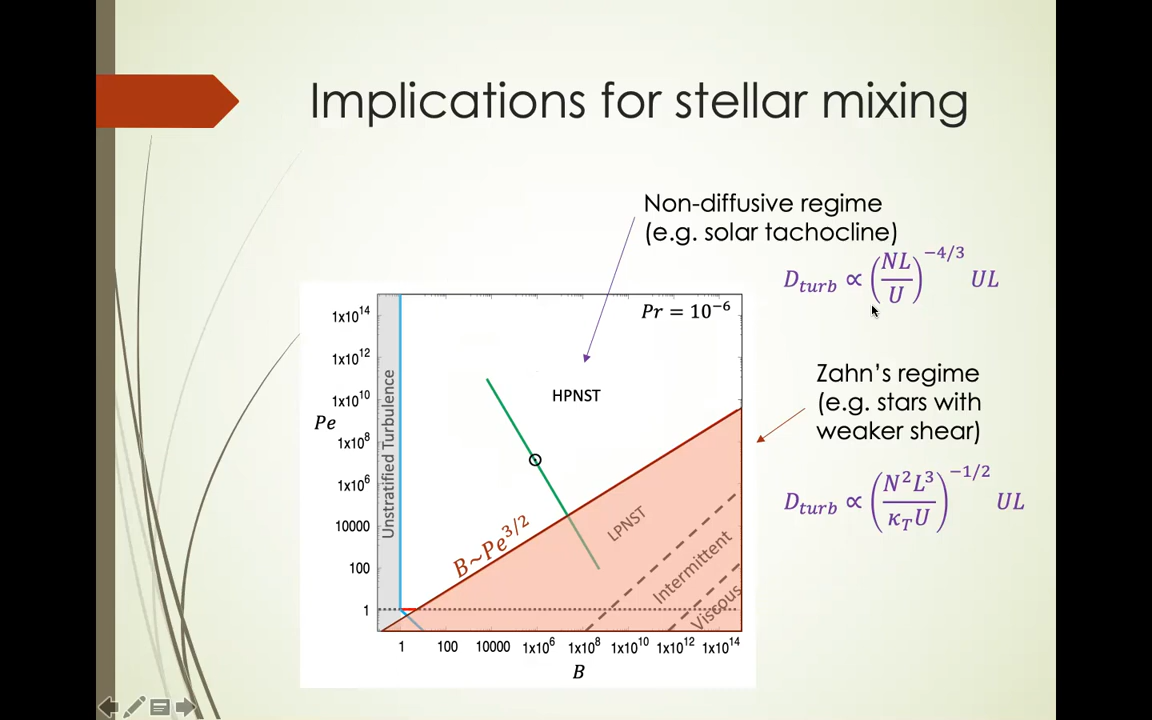 Implications for stellar mixing
Non-diffusive regime
(e.g. solar tachocline)
D_turb ∝ (NL/U)^{-4/3} UL
Zahn's regime
(e.g. stars with
weaker shear)
D_turb ∝ (N²L³/κ_T U)^{-1/2} UL
Pr = 10^{-6}
HPNST
Unstratified Turbulence
B~Pe^{3/2}
LPNST
Intermittent
Viscous
Pe
1x10^{14}
1x10^{12}
1x10^{10}
1x10^{8}
1x10^{6}
10000
100
1
1 100 10000 1x10^{6} 1x10^{8} 1x10^{10} 1x10^{12} 1x10^{14}
B